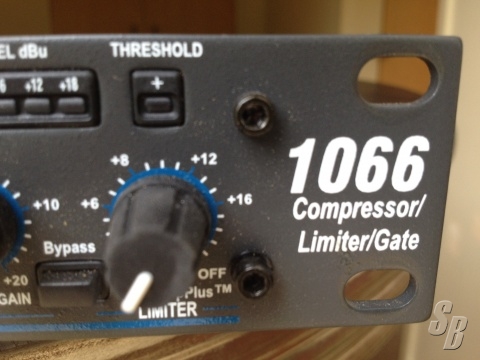 EL dBu
THRESHOLD
6 +12 +18
+
+8 +12
+6 +16
+10
1066
Compressor/
Limiter/Gate
Bypass
OFF
+20
GAIN
Plus™
LIMITER
SB